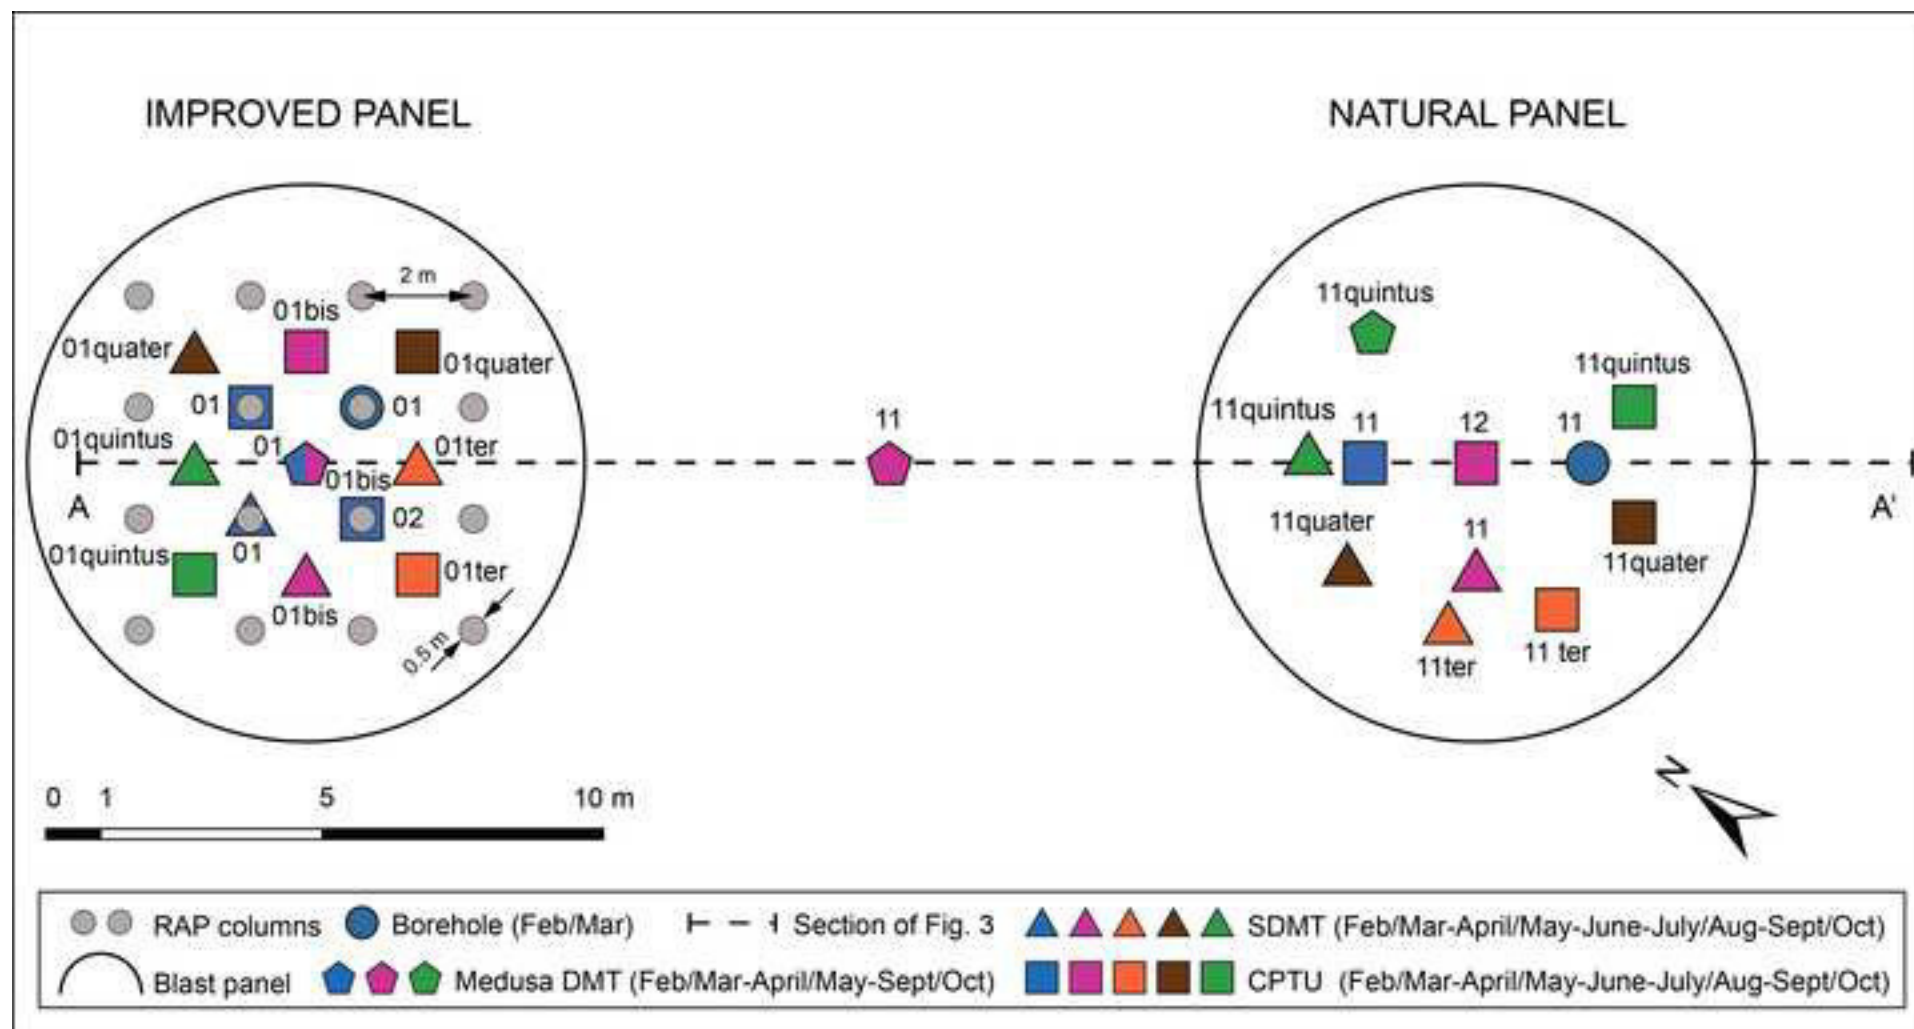 IMPROVED PANEL
NATURAL PANEL
2 m
01bis
01quater
01quater
01
01
01quintus
01
01ter
01bis
A
01
02
01quintus
01ter
01bis
0.5 m
11
11quintus
11quintus
11quintus
11
12
11
A'
11quater
11
11quater
11ter
11 ter
N
0 1 5 10 m
RAP columns
Borehole (Feb/Mar)
Section of Fig. 3
SDMT (Feb/Mar-April/May-June-July/Aug-Sept/Oct)
Blast panel
Medusa DMT (Feb/Mar-April/May-Sept/Oct)
CPTU (Feb/Mar-April/May-June-July/Aug-Sept/Oct)